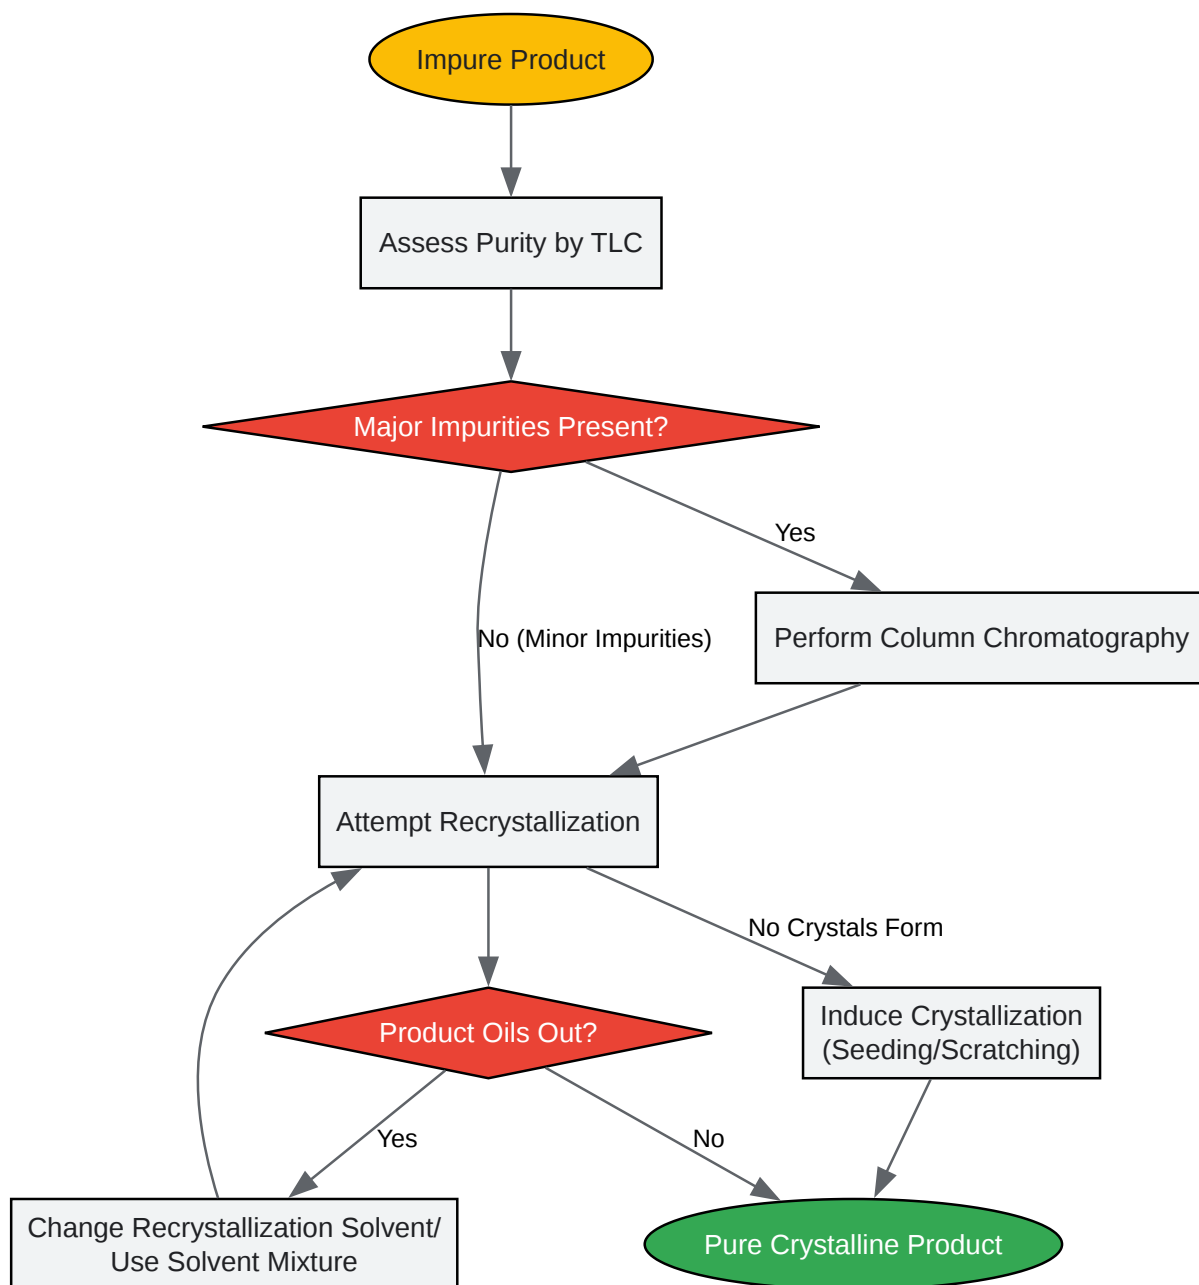 Impure Product
Assess Purity by TLC
Major Impurities Present?
Yes
No (Minor Impurities)
Perform Column Chromatography
Attempt Recrystallization
No Crystals Form
Product Oils Out?
Induce Crystallization
(Seeding/Scratching)
Yes
No
Change Recrystallization Solvent/
Use Solvent Mixture
Pure Crystalline Product